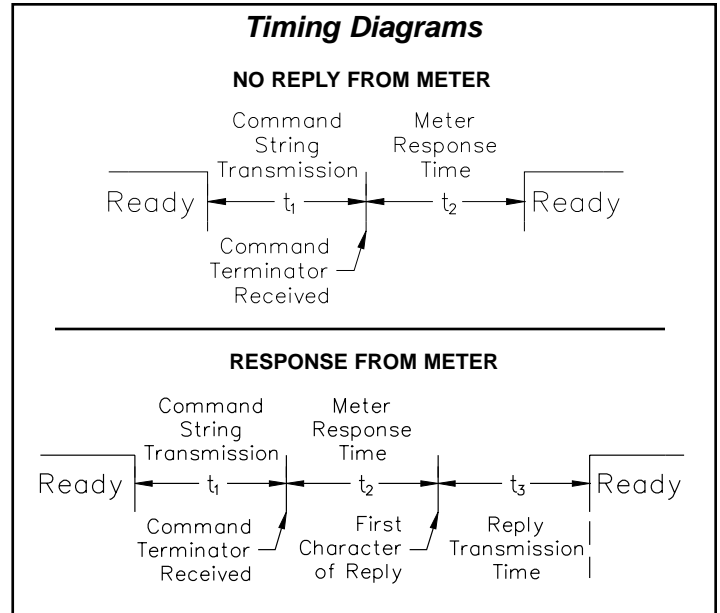 Timing Diagrams
NO REPLY FROM METER
Command
String
Transmission
Meter
Response
Time
Ready
t₁
t₂
Ready
Command
Terminator
Received
RESPONSE FROM METER
Command
String
Transmission
Meter
Response
Time
Ready
t₁
t₂
t₃
Ready
Command
Terminator
Received
First
Character
of Reply
Reply
Transmission
Time